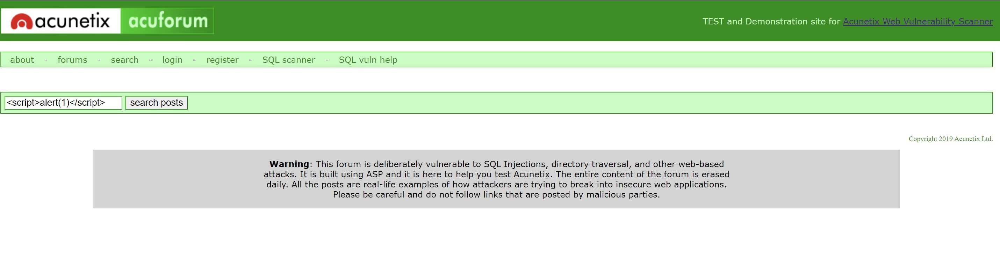 acunetix acuforum
TEST and Demonstration site for Acunetix Web Vulnerability Scanner
about - forums - search - login - register - SQL scanner - SQL vuln help
<script>alert(1)</script> search posts
Copyright 2019 Acunetix Ltd.
Warning: This forum is deliberately vulnerable to SQL Injections, directory traversal, and other web-based
attacks. It is built using ASP and it is here to help you test Acunetix. The entire content of the forum is erased
daily. All the posts are real-life examples of how attackers are trying to break into insecure web applications.
Please be careful and do not follow links that are posted by malicious parties.